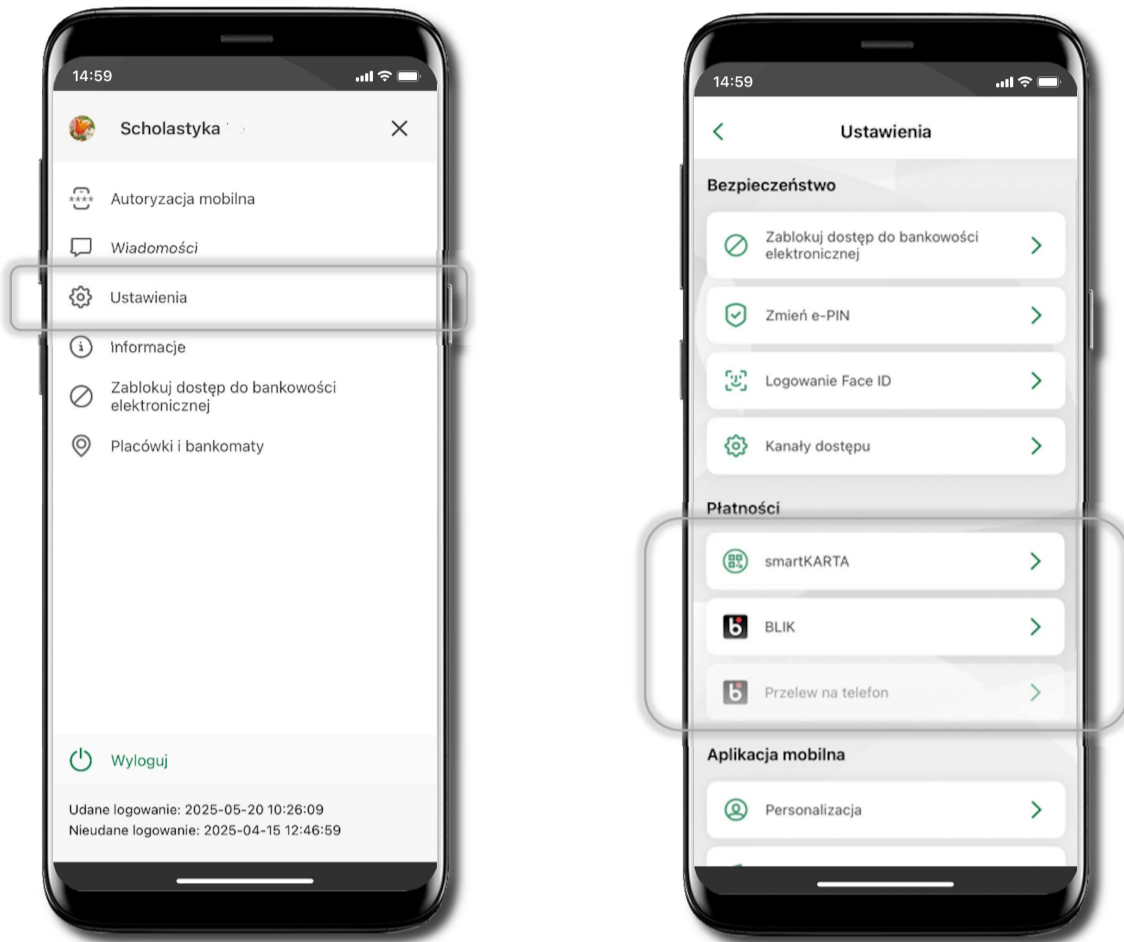 14:59
Scholastyka
Autoryzacja mobilna
Wiadomości
Ustawienia
Informacje
Zablokuj dostęp do bankowości
elektronicznej
Placówki i bankomaty
Wyloguj
Udane logowanie: 2025-05-20 10:26:09
Nieudane logowanie: 2025-04-15 12:46:59
14:59
Ustawienia
Bezpieczeństwo
Zablokuj dostęp do bankowości
elektronicznej
Zmień e-PIN
Logowanie Face ID
Kanały dostępu
Płatności
smartKARTA
BLIK
Przelew na telefon
Aplikacja mobilna
Personalizacja